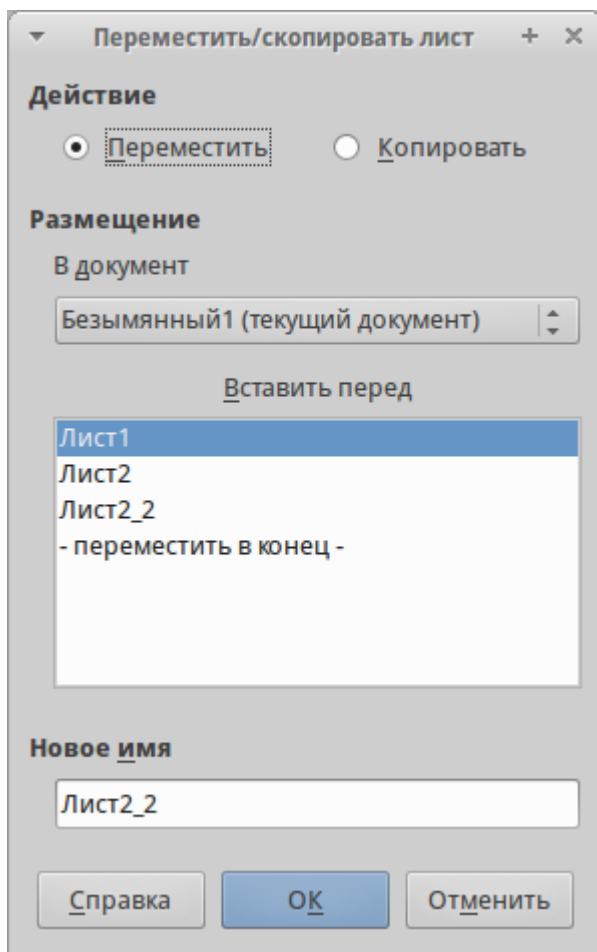 Переместить/скопировать лист
Действие
Переместить Копировать
Размещение
В документ
Безымянный1 (текущий документ)
Вставить перед
Лист1
Лист2
Лист2_2
- переместить в конец -
Новое имя
Лист2_2
Справка ОК Отменить